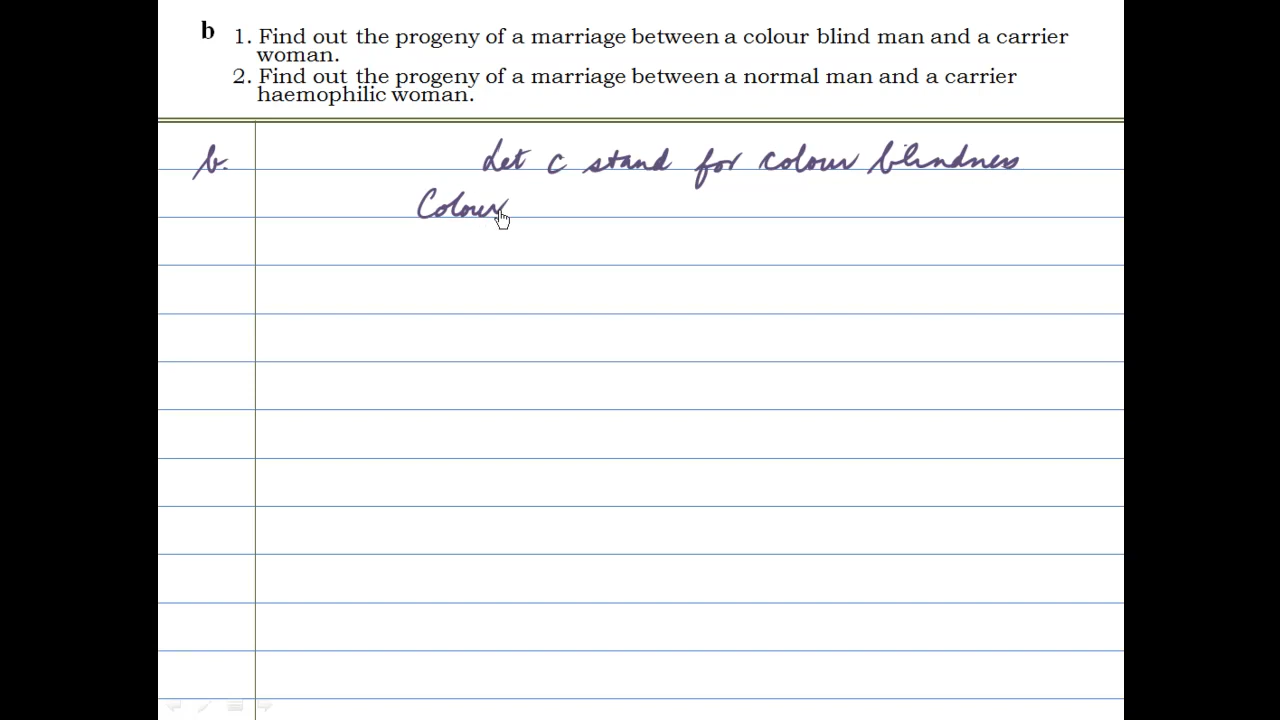 b 1. Find out the progeny of a marriage between a colour blind man and a carrier
woman.
2. Find out the progeny of a marriage between a normal man and a carrier
haemophilic woman.
b. Let c stand for colour blindness
Colour